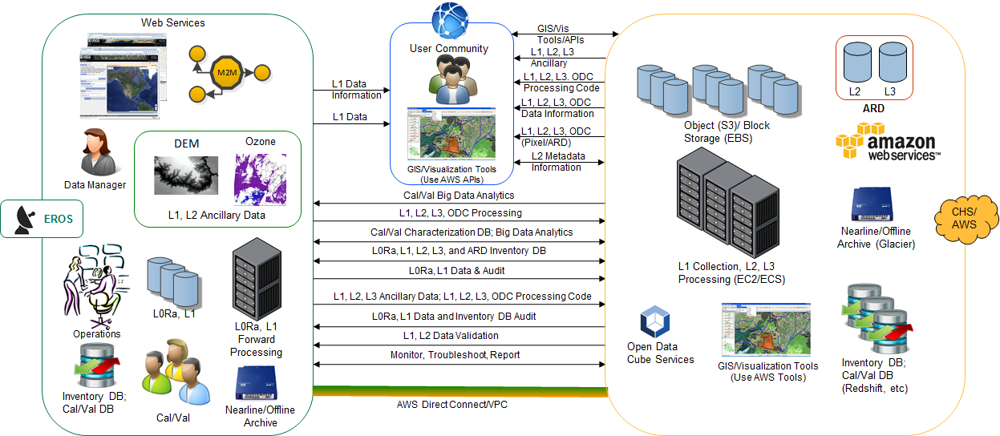 Web Services
M2M
Data Manager
DEM
Ozone
L1, L2 Ancillary Data
EROS
Operations
L0Ra, L1
L0Ra, L1
Forward
Processing
Inventory DB;
Cal/Val DB
Cal/Val
Nearline/Offline
Archive
L1 Data
Information
L1 Data
User Community
GIS/Visualization Tools
(Use AWS APIs)
GIS/Vis
Tools/APIs
L1, L2, L3
Ancillary
L1, L2, L3. ODC
Processing Code
L1, L2, L3, ODC
Data Information
L1, L2, L3, ODC
(Pixel/ARD)
L2 Metadata
Information
Cal/Val Big Data Analytics
L1, L2, L3, ODC Processing
Cal/Val Characterization DB; Big Data Analytics
L0Ra, L1, L2, L3, and ARD Inventory DB
L0Ra, L1 Data & Audit
L1, L2, L3 Ancillary Data; L1, L2, L3, ODC Processing Code
L0Ra, L1 Data and Inventory DB Audit
L1, L2 Data Validation
Monitor, Troubleshoot, Report
AWS Direct Connect/VPC
Object (S3)/ Block
Storage (EBS)
L2 L3
ARD
amazon
web services™
L1 Collection, L2, L3
Processing (EC2/ECS)
Nearline/Offline
Archive (Glacier)
CHS/
AWS
Open Data
Cube Services
GIS/Visualization Tools
(Use AWS Tools)
Inventory DB;
Cal/Val DB
(Redshift, etc)